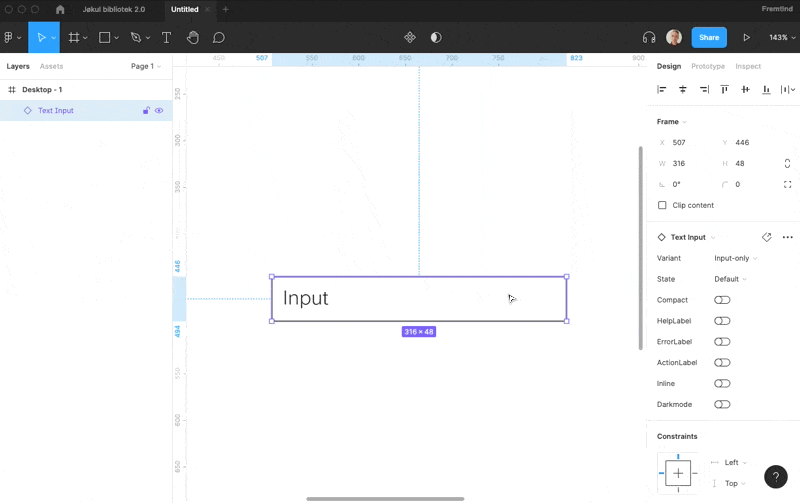 Jøkul bibliotek 2.0
Untitled
Fremtind
Share
143%
Layers
Assets
Page 1
450
507
550
600
650
700
750
823
900
Design
Prototype
Inspect
Desktop - 1
Text Input
250
300
350
446
494
550
600
650
Input
316 × 48
Frame
X 507
Y 446
W 316
H 48
0°
0
Clip content
Text Input
Variant
Input-only
State
Default
Compact
HelpLabel
ErrorLabel
ActionLabel
Inline
Darkmode
Constraints
Left
Top
?